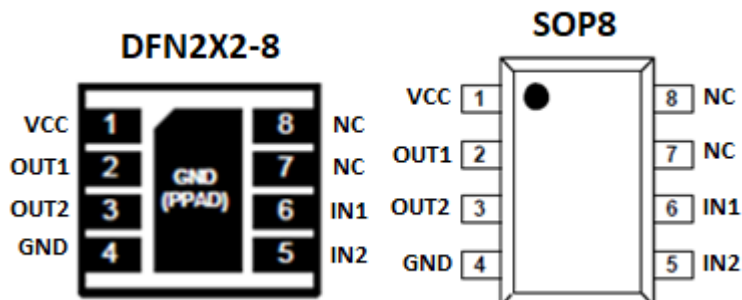 DFN2X2-8
VCC 1 8 NC
OUT1 2 GND 7 NC
OUT2 3 (PPAD) 6 IN1
GND 4 5 IN2
SOP8
VCC 1 8 NC
OUT1 2 7 NC
OUT2 3 6 IN1
GND 4 5 IN2